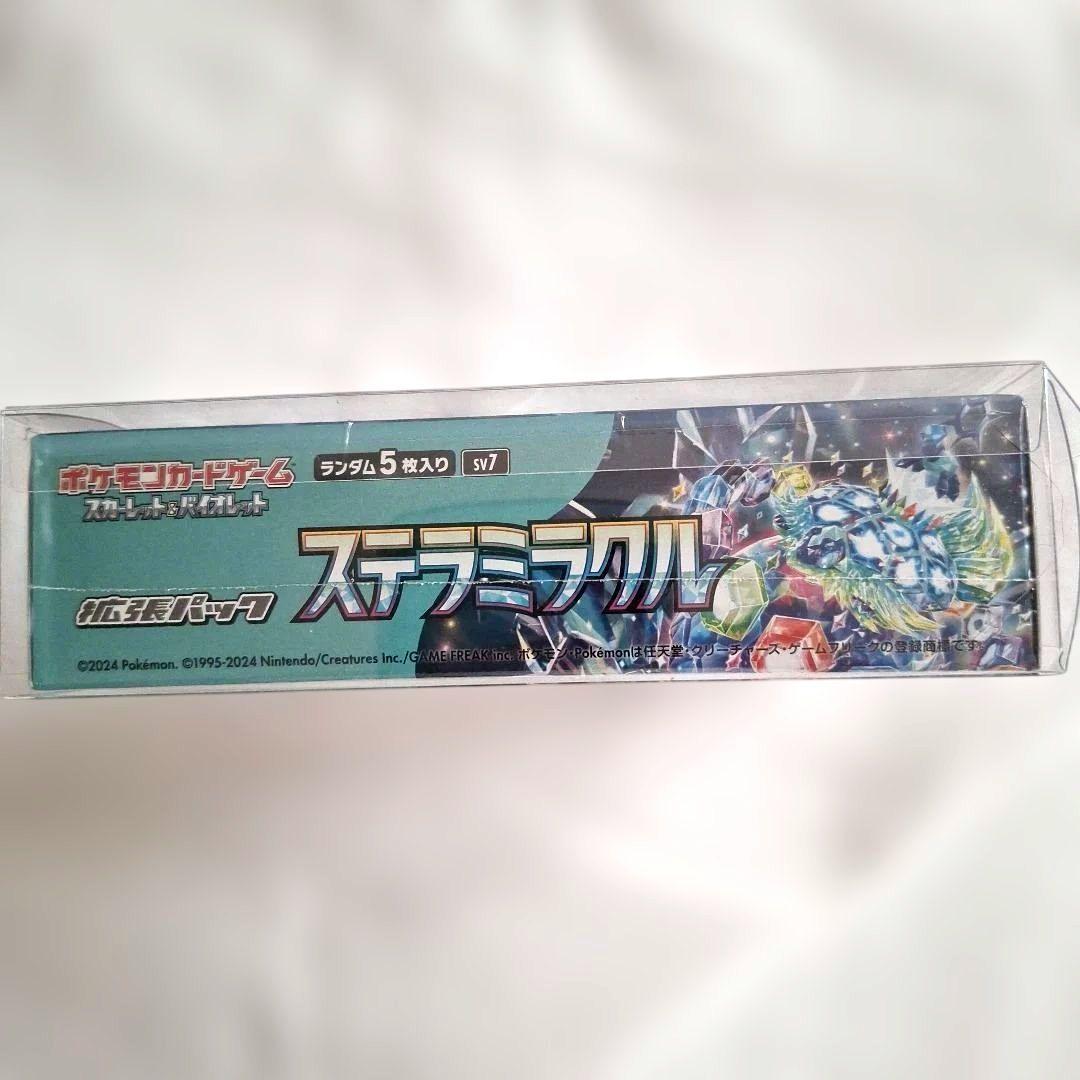 ポケモンカードゲーム
スカーレット&バイオレット
ランダム5枚入り SV7
ステラミラクル
拡張パック
©2024 Pokémon. ©1995-2024 Nintendo/Creatures Inc./GAME FREAK inc. ポケモン・Pokémonは任天堂・クリーチャーズ・ゲームフリークの登録商標です。